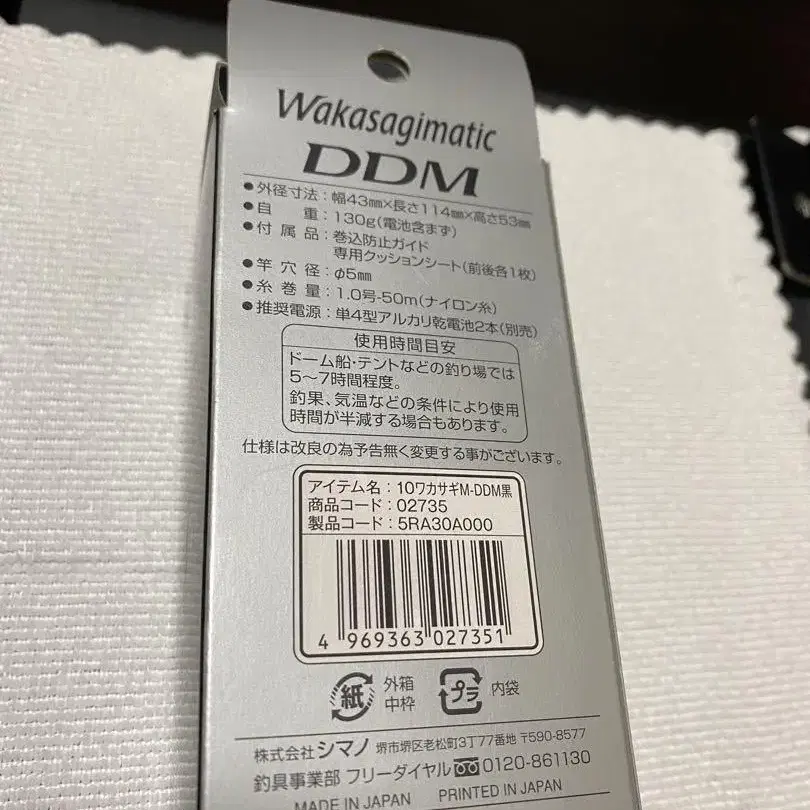 Wakasagimatic
DDM
●外径寸法：幅43㎜×長さ114㎜×高さ53㎜
●自　　重：130g(電池含まず)
●付 属 品：巻込防止ガイド
専用クッションシート(前後各1枚)
●竿 穴 径：φ5㎜
●糸 巻 量：1.0号-50m(ナイロン糸)
●推奨電源：単4型アルカリ乾電池2本(別売)
使用時間目安
ドーム船・テントなどの釣り場では
5〜7時間程度。
釣果、気温などの条件により使用
時間が半減する場合もあります。
仕様は改良の為予告無く変更する事がございます。
アイテム名：10ワカサギM-DDM黒
商品コード：02735
製品コード：5RA30A000
4 969363 027351
紙 外箱
中枠
プラ 内袋
株式会社シマノ 堺市堺区老松町3丁77番地 〒590-8577
釣具事業部 フリーダイヤル 0120-861130
MADE IN JAPAN PRINTED IN JAPAN